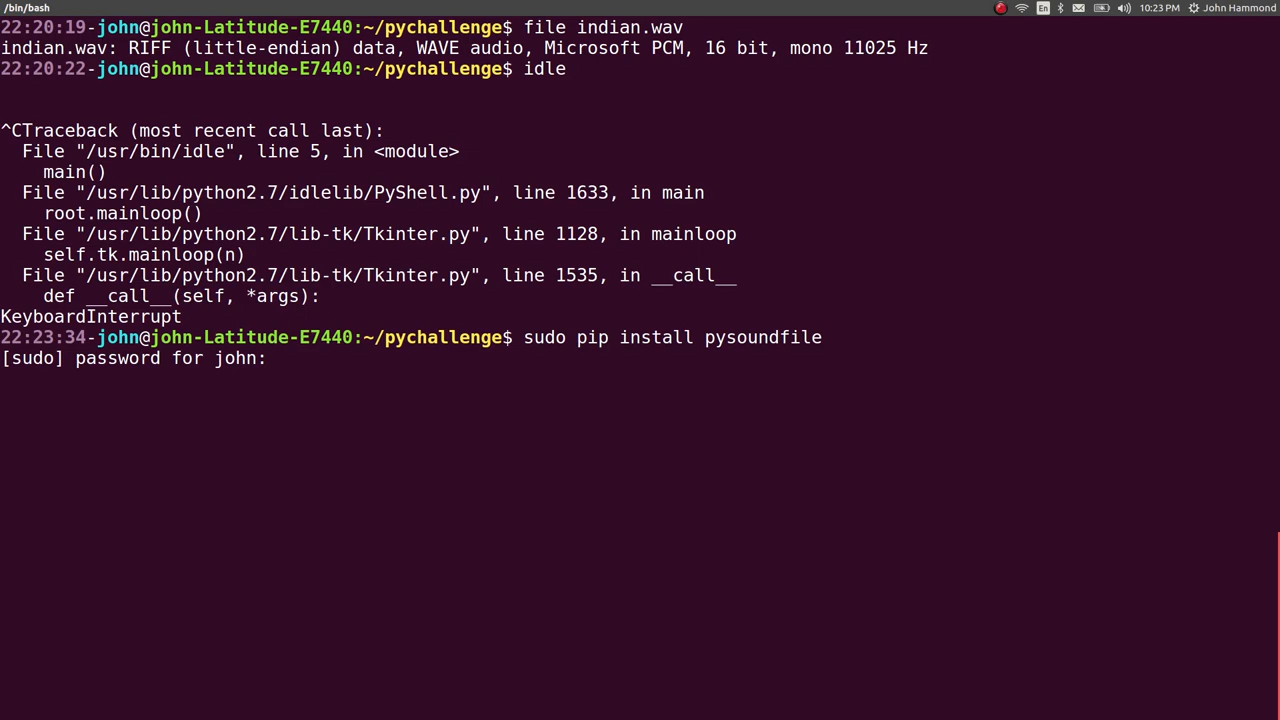 /bin/bash
En
10:23 PM
John Hammond
22:20:19-john@john-Latitude-E7440:~/pychallenge$ file indian.wav
indian.wav: RIFF (little-endian) data, WAVE audio, Microsoft PCM, 16 bit, mono 11025 Hz
22:20:22-john@john-Latitude-E7440:~/pychallenge$ idle
^CTraceback (most recent call last):
  File "/usr/bin/idle", line 5, in <module>
    main()
  File "/usr/lib/python2.7/idlelib/PyShell.py", line 1633, in main
    root.mainloop()
  File "/usr/lib/python2.7/lib-tk/Tkinter.py", line 1128, in mainloop
    self.tk.mainloop(n)
  File "/usr/lib/python2.7/lib-tk/Tkinter.py", line 1535, in __call__
    def __call__(self, *args):
KeyboardInterrupt
22:23:34-john@john-Latitude-E7440:~/pychallenge$ sudo pip install pysoundfile
[sudo] password for john: